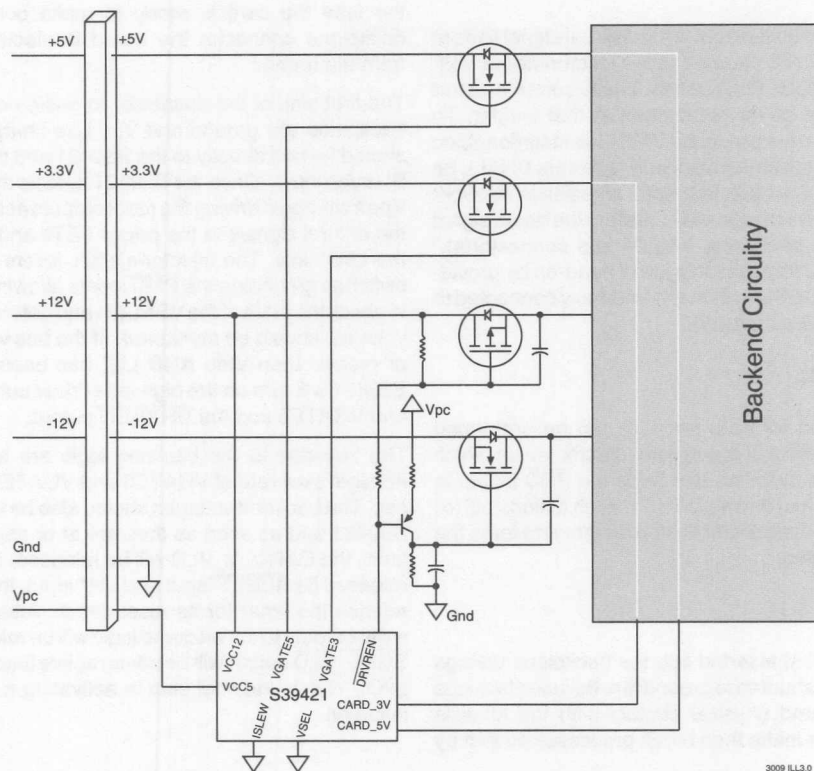 +5V
+5V
+3.3V
+3.3V
+12V
+12V
-12V
-12V
Gnd
Vpc
Vpc
Gnd
Backend Circuitry
VCC12
VGATE5
VGATE3
DRVREN
VCC5
S39421
CARD_3V
CARD_5V
ISLEW
VSEL
3009 ILL3.0